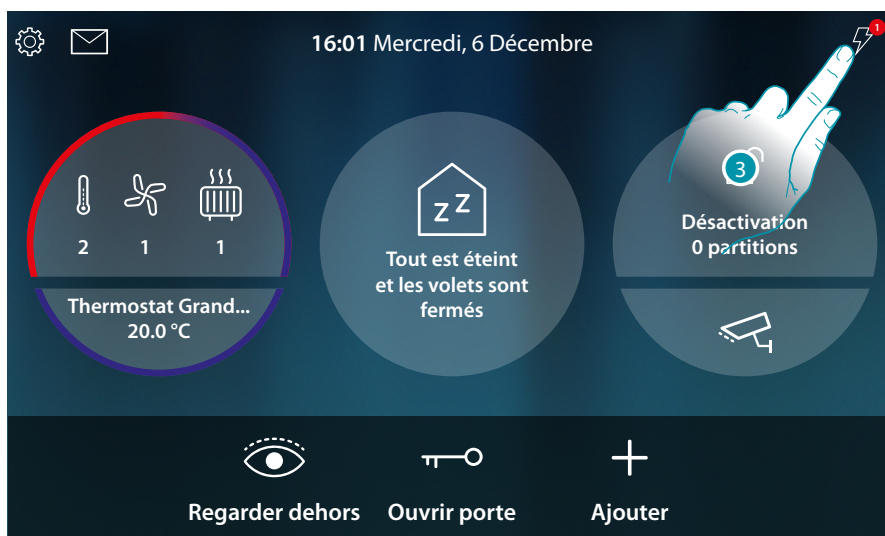 16:01 Mercredi, 6 Décembre
1
2 1 1
Thermostat Grand...
20.0 °C
z Z
Tout est éteint
et les volets sont
fermés
3
Désactivation
0 partitions
Regarder dehors
Ouvrir porte
Ajouter